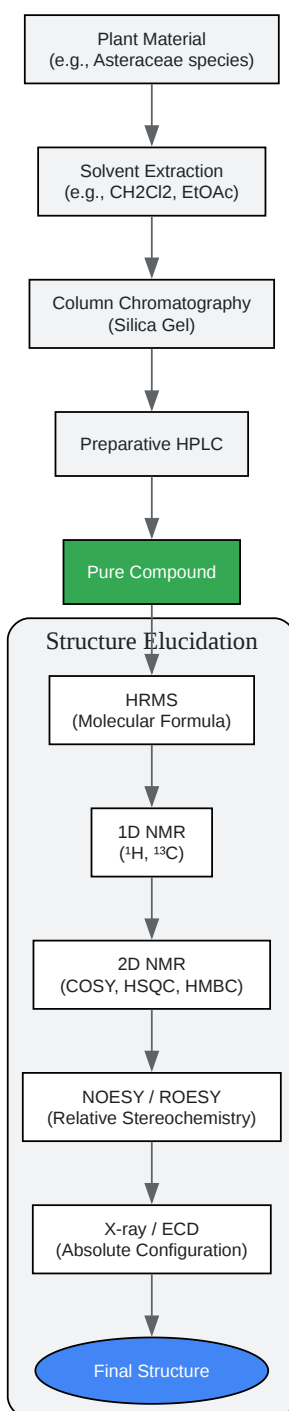 Plant Material
(e.g., Asteraceae species)
Solvent Extraction
(e.g., CH2Cl2, EtOAc)
Column Chromatography
(Silica Gel)
Preparative HPLC
Pure Compound
Structure Elucidation
HRMS
(Molecular Formula)
1D NMR
(¹H, ¹³C)
2D NMR
(COSY, HSQC, HMBC)
NOESY / ROESY
(Relative Stereochemistry)
X-ray / ECD
(Absolute Configuration)
Final Structure